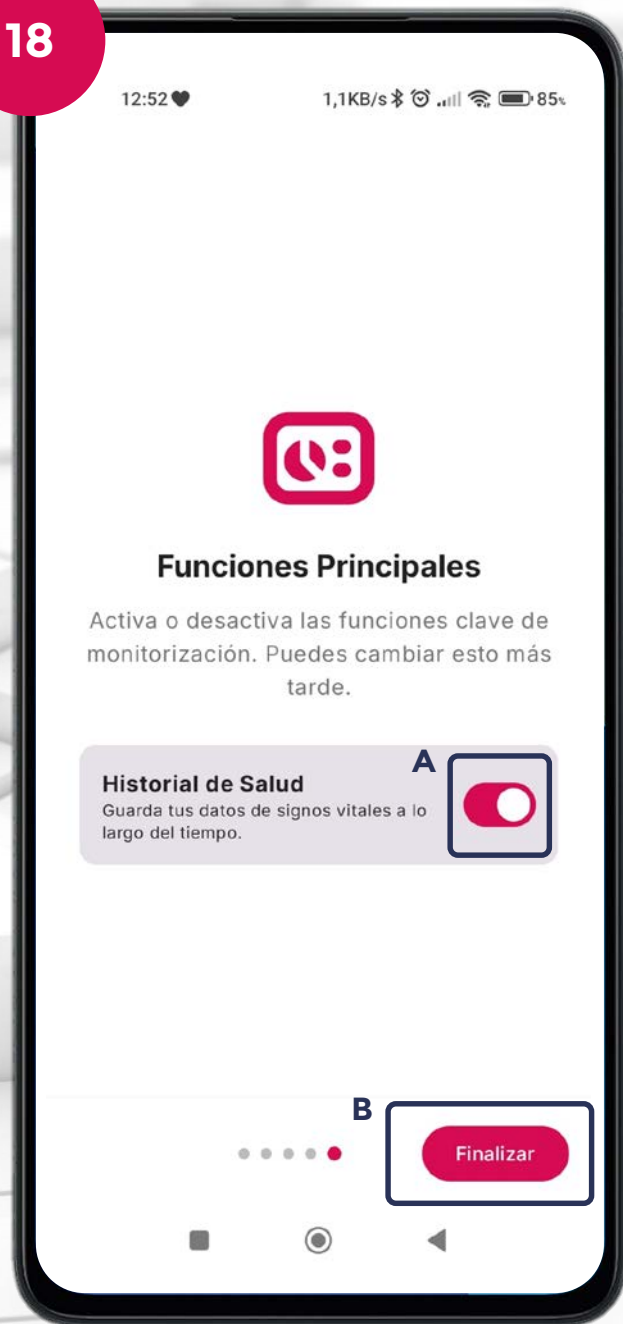 18
12:52 1,1KB/s 85%
Funciones Principales
Activa o desactiva las funciones clave de
monitorización. Puedes cambiar esto más
tarde.
A
Historial de Salud
Guarda tus datos de signos vitales a lo
largo del tiempo.
B
Finalizar